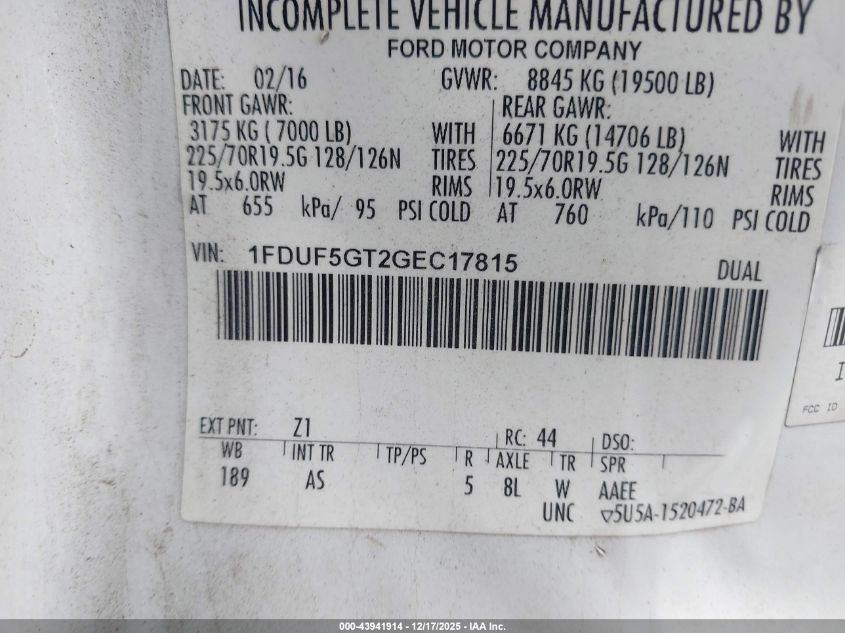 INCOMPLETE VEHICLE MANUFACTURED BY
FORD MOTOR COMPANY
DATE: 02/16 GVWR: 8845 KG (19500 LB)
FRONT GAWR: REAR GAWR:
3175 KG ( 7000 LB) WITH 6671 KG (14706 LB) WITH
225/70R19.5G 128/126N TIRES 225/70R19.5G 128/126N TIRES
19.5x6.0RW RIMS 19.5x6.0RW RIMS
AT 655 kPa/ 95 PSI COLD AT 760 kPa/110 PSI COLD
VIN: 1FDUF5GT2GEC17815 DUAL
EXT PNT: Z1 RC: 44 DSO:
WB INT TR TP/PS R AXLE TR SPR
189 AS 5 8L W AAEE
UNC ▽5U5A-1520472-BA
I
FCC ID
000-43941914 - 12/17/2025 - IAA Inc.